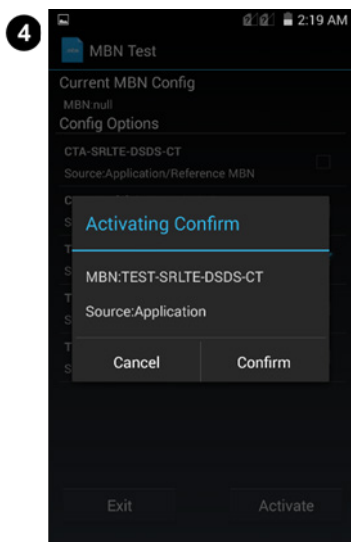 4
2:19 AM
MBN Test
Current MBN Config
MBN:null
Config Options
CTA-SRLTE-DSDS-CT
Source:Application/Reference MBN
C
S
Activating Confirm
T
S
MBN:TEST-SRLTE-DSDS-CT
T
Source:Application
S
T
Cancel Confirm
S
Exit Activate